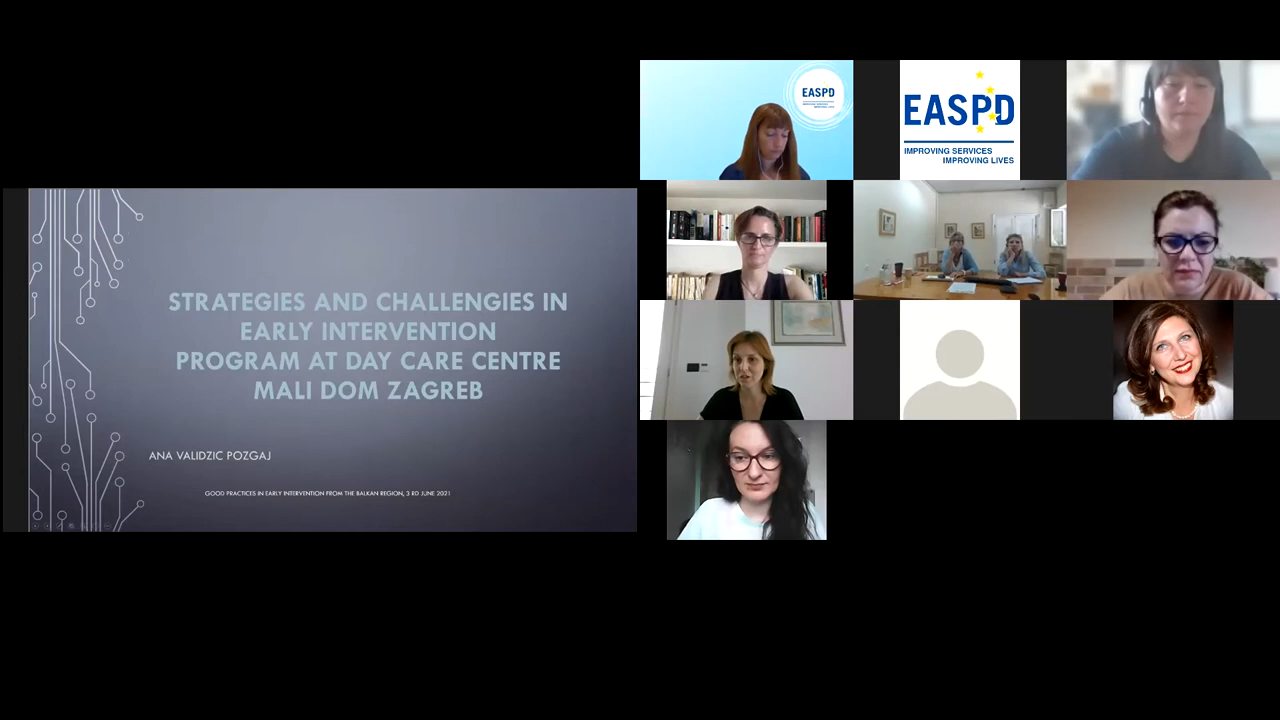 STRATEGIES AND CHALLENGIES IN
EARLY INTERVENTION
PROGRAM AT DAY CARE CENTRE
MALI DOM ZAGREB
ANA VALIDZIC POZGAJ
GOOD PRACTICES IN EARLY INTERVENTION FROM THE BALKAN REGION, 3 RD JUNE 2021
EASPD
EASPD
IMPROVING SERVICES
IMPROVING LIVES